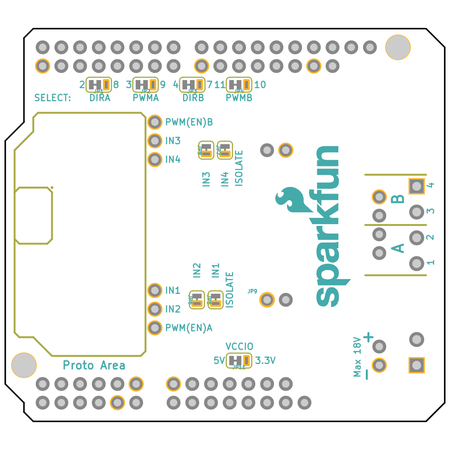 2 8 3 9 4 7 11 10
SELECT: DIRA PWMA DIRB PWMB
PWM(EN)B
IN3
IN4
IN3 IN4 ISOLATE
sparkfun
B
4
3
A
2
1
IN2 IN1 ISOLATE
IN1
IN2
PWM(EN)A
JP9
VCCIO
5V 3.3V
Max 18V
+
-
Proto Area